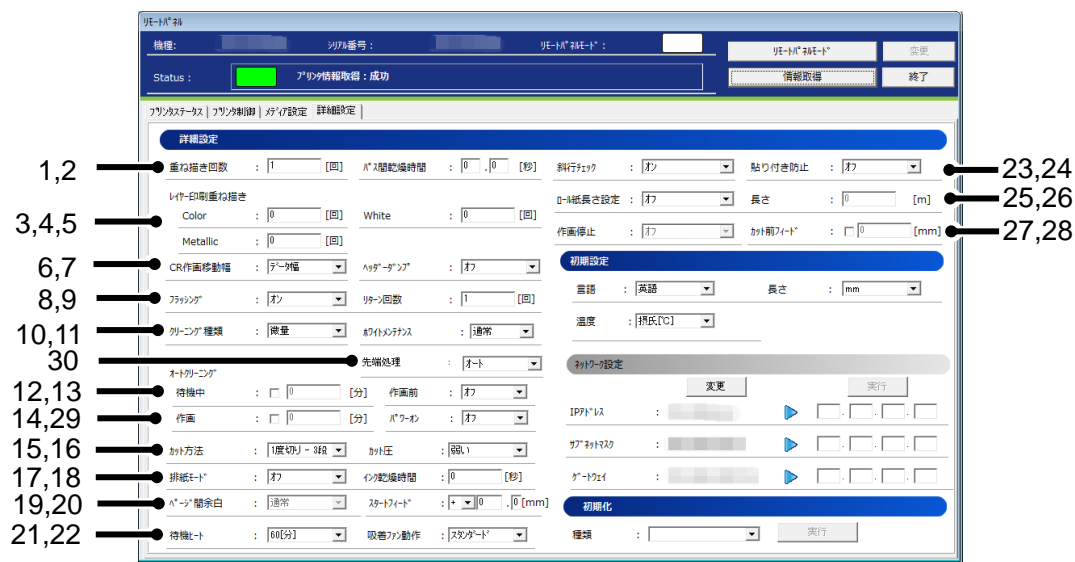 ﾘﾓｰﾄﾊﾟﾈﾙ
機種: ｼﾘｱﾙ番号 : ﾘﾓｰﾄﾊﾟﾈﾙﾓｰﾄﾞ : ﾘﾓｰﾄﾊﾟﾈﾙﾓｰﾄﾞ 変更
Status : ﾌﾟﾘﾝﾀ情報取得 : 成功 情報取得 終了
ﾌﾟﾘﾝﾀｽﾃｰﾀｽ ﾌﾟﾘﾝﾀ制御 ﾒﾃﾞｨｱ設定 詳細設定
詳細設定
1,2 重ね描き回数 : 1 [回] ﾊﾟｽ間乾燥時間 : 0 . 0 [秒] 斜行ﾁｪｯｸ : ｵﾝ 貼り付き防止 : ｵﾌ 23,24
ﾚｲﾔｰ印刷重ね描き ﾛｰﾙ紙長さ設定 : ｵﾌ 長さ : 0 [m] 25,26
3,4,5 Color : 0 [回] White : 0 [回]
Metallic : 0 [回] 作画停止 : ｵﾌ ｶｯﾄ前ﾌｨｰﾄﾞ : 0 [mm] 27,28
6,7 CR作画移動幅 : ﾃﾞｰﾀ幅 ﾍｯﾀﾞｰﾀﾞﾝﾌﾟ : ｵﾌ 初期設定
8,9 ﾌﾗｯｼﾝｸﾞ : ｵﾝ ﾘﾀｰﾝ回数 : 1 [回] 言語 : 英語 長さ : mm
10,11 ｸﾘｰﾆﾝｸﾞ種類 : 微量 ﾎﾜｲﾄﾒﾝﾃﾅﾝｽ : 通常 温度 : 摂氏[℃]
30 先端処理 : ｵｰﾄ ﾈｯﾄﾜｰｸ設定
ｵｰﾄｸﾘｰﾆﾝｸﾞ 変更 実行
12,13 待機中 : 0 [分] 作画前 : ｵﾌ
14,29 作画 : 0 [分] ﾊﾟﾜｰｵﾝ : ｵﾌ IPｱﾄﾞﾚｽ : . . .
15,16 ｶｯﾄ方法 : 1度切り - 3段 ｶｯﾄ圧 : 弱い ｻﾌﾞﾈｯﾄﾏｽｸ : . . .
17,18 排紙ﾓｰﾄﾞ : ｵﾌ ｲﾝｸ乾燥時間 : 0 [秒] ｹﾞｰﾄｳｪｲ : . . .
19,20 ﾍﾟｰｼﾞ間余白 : 通常 ｽﾀｰﾄﾌｨｰﾄﾞ : + 0 . 0 [mm] 初期化
21,22 待機ﾋｰﾄ : 60[分] 吸着ﾌｧﾝ動作 : ｽﾀﾝﾀﾞｰﾄﾞ 種類 : 実行